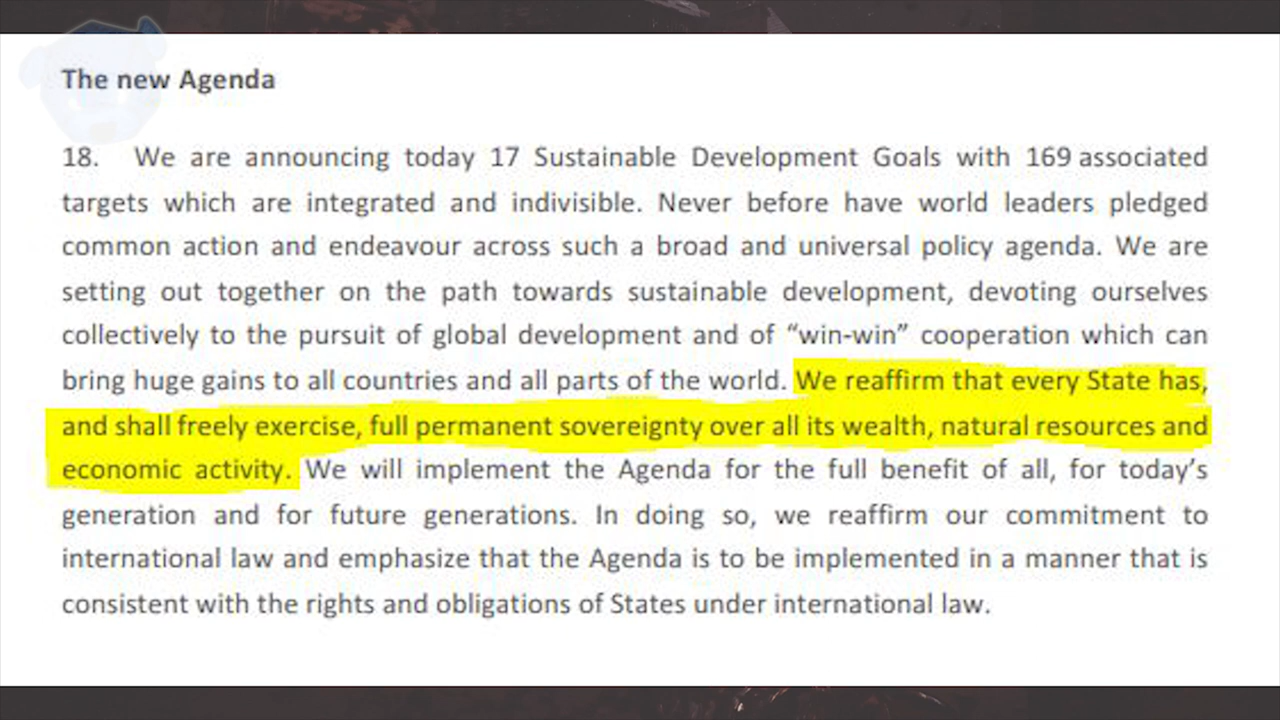 The new Agenda
18. We are announcing today 17 Sustainable Development Goals with 169 associated
targets which are integrated and indivisible. Never before have world leaders pledged
common action and endeavour across such a broad and universal policy agenda. We are
setting out together on the path towards sustainable development, devoting ourselves
collectively to the pursuit of global development and of “win-win” cooperation which can
bring huge gains to all countries and all parts of the world. We reaffirm that every State has,
and shall freely exercise, full permanent sovereignty over all its wealth, natural resources and
economic activity. We will implement the Agenda for the full benefit of all, for today’s
generation and for future generations. In doing so, we reaffirm our commitment to
international law and emphasize that the Agenda is to be implemented in a manner that is
consistent with the rights and obligations of States under international law.